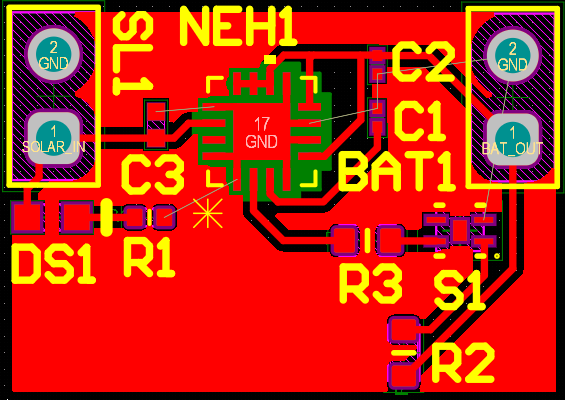 NEH1
SL1
2
GND
1
SOLAR_IN
C2
C1
2
GND
1
BAT_OUT
17
GND
C3
BAT1
DS1
R1
R3
S1
R2